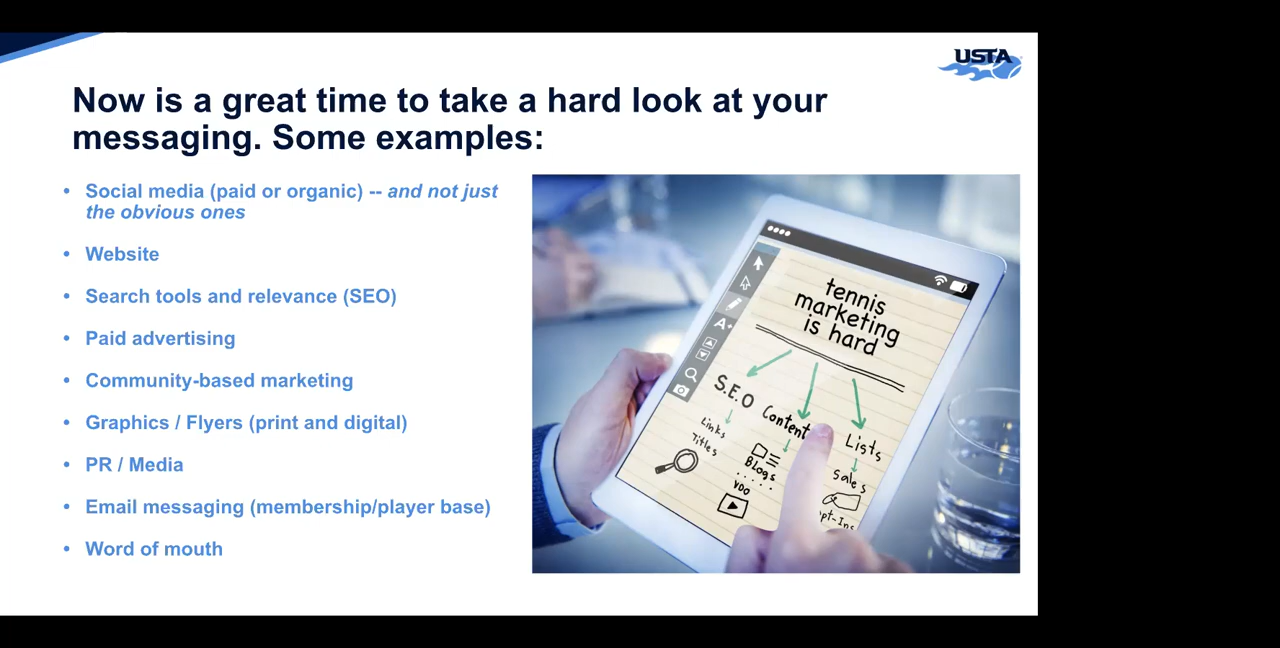 USTA
Now is a great time to take a hard look at your
messaging. Some examples:
• Social media (paid or organic) -- and not just
the obvious ones
• Website
• Search tools and relevance (SEO)
• Paid advertising
• Community-based marketing
• Graphics / Flyers (print and digital)
• PR / Media
• Email messaging (membership/player base)
• Word of mouth
tennis
marketing
is hard
A+
S.E.O
Links
Titles
Content
Blogs
VDO
Lists
Sales
pt-Ins